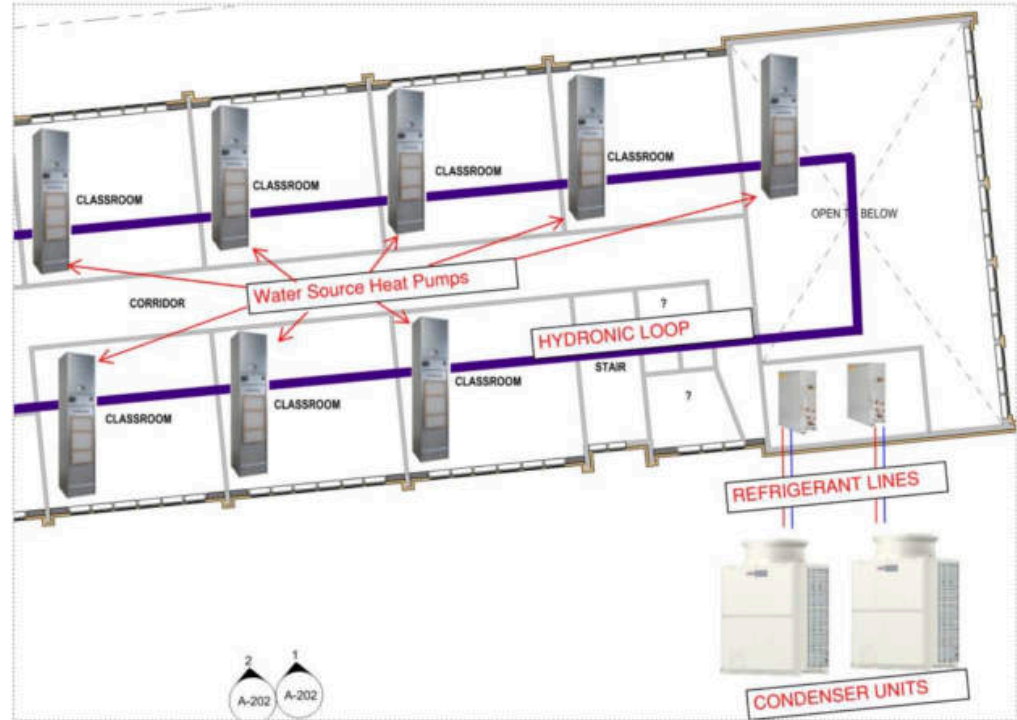 CLASSROOM
CLASSROOM
CLASSROOM
CLASSROOM
OPEN TO BELOW
Water Source Heat Pumps
CORRIDOR
?
HYDRONIC LOOP
STAIR
CLASSROOM
CLASSROOM
CLASSROOM
?
REFRIGERANT LINES
2
1
A-202
A-202
CONDENSER UNITS